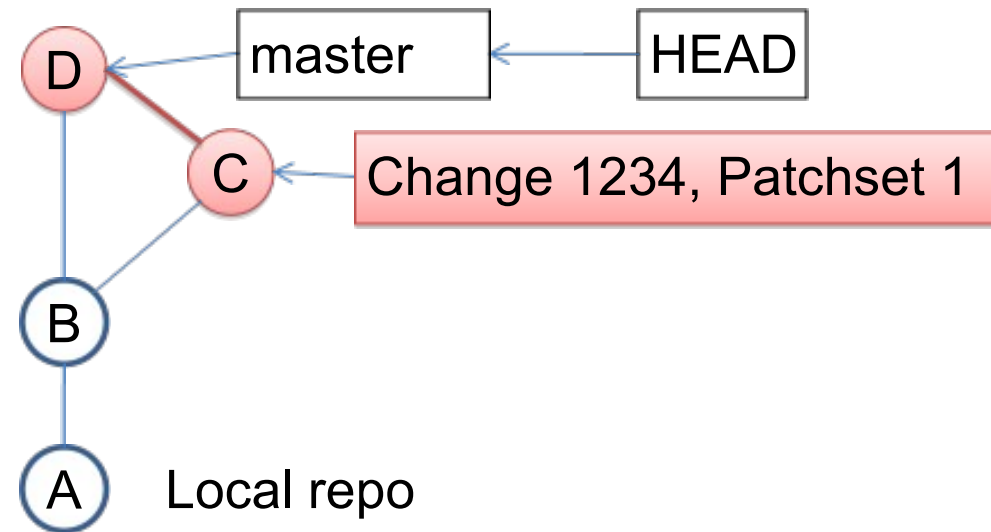 D
master
HEAD
C
Change 1234, Patchset 1
B
A
Local repo